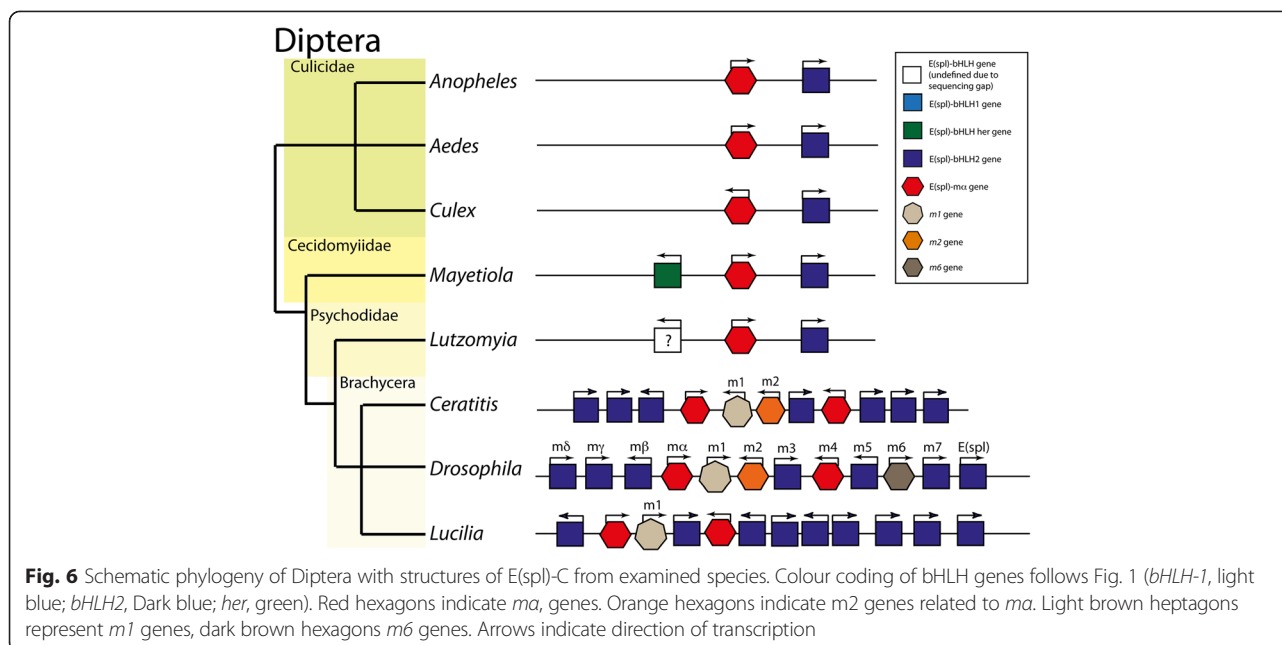 Diptera
Culicidae
Anopheles
Aedes
Culex
Cecidomyiidae
Mayetiola
Psychodidae
Lutzomyia
?
Brachycera
m1 m2
Ceratitis
mδ mγ mβ mα m1 m2 m3 m4 m5 m6 m7 E(spl)
Drosophila
m1
Lucilia
E(spl)-bHLH gene
(undefined due to
sequencing gap)
E(spl)-bHLH1 gene
E(spl)-bHLH her gene
E(spl)-bHLH2 gene
E(spl)-mα gene
m1 gene
m2 gene
m6 gene
Fig. 6 Schematic phylogeny of Diptera with structures of E(spl)-C from examined species. Colour coding of bHLH genes follows Fig. 1 (bHLH-1, light
blue; bHLH2, Dark blue; her, green). Red hexagons indicate mα, genes. Orange hexagons indicate m2 genes related to mα. Light brown heptagons
represent m1 genes, dark brown hexagons m6 genes. Arrows indicate direction of transcription